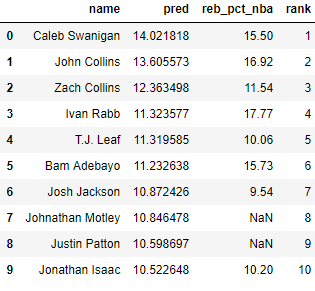 name pred reb_pct_nba rank
0 Caleb Swanigan 14.021818 15.50 1
1 John Collins 13.605573 16.92 2
2 Zach Collins 12.363498 11.54 3
3 Ivan Rabb 11.323577 17.77 4
4 T.J. Leaf 11.319585 10.06 5
5 Bam Adebayo 11.232638 15.73 6
6 Josh Jackson 10.872426 9.54 7
7 Johnathan Motley 10.846478 NaN 8
8 Justin Patton 10.598697 NaN 9
9 Jonathan Isaac 10.522648 10.20 10